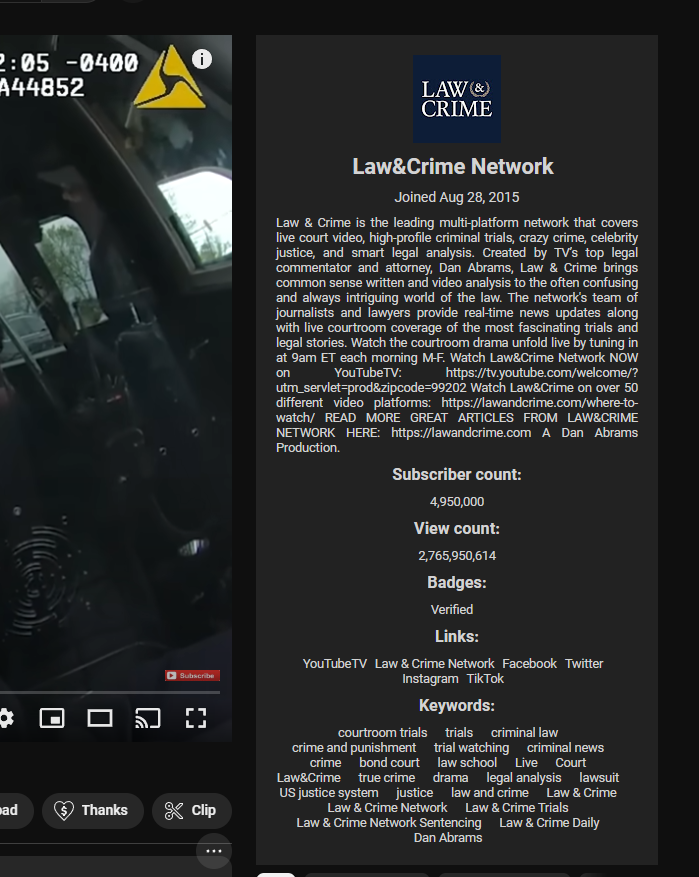 2:05 -0400
A44852
LAW &
CRIME
Law&Crime Network
Joined Aug 28, 2015
Law & Crime is the leading multi-platform network that covers
live court video, high-profile criminal trials, crazy crime, celebrity
justice, and smart legal analysis. Created by TV's top legal
commentator and attorney, Dan Abrams, Law & Crime brings
common sense written and video analysis to the often confusing
and always intriguing world of the law. The network's team of
journalists and lawyers provide real-time news updates along
with live courtroom coverage of the most fascinating trials and
legal stories. Watch the courtroom drama unfold live by tuning in
at 9am ET each morning M-F. Watch Law&Crime Network NOW
on YouTubeTV: https://tv.youtube.com/welcome/?
utm_servlet=prod&zipcode=99202 Watch Law&Crime on over 50
different video platforms: https://lawandcrime.com/where-to-
watch/ READ MORE GREAT ARTICLES FROM LAW&CRIME
NETWORK HERE: https://lawandcrime.com A Dan Abrams
Production.
Subscriber count:
4,950,000
View count:
2,765,950,614
Badges:
Verified
Links:
YouTubeTV Law & Crime Network Facebook Twitter
Instagram TikTok
Keywords:
courtroom trials trials criminal law
crime and punishment trial watching criminal news
crime bond court law school Live Court
Law&Crime true crime drama legal analysis lawsuit
US justice system justice law and crime Law & Crime
Law & Crime Network Law & Crime Trials
Law & Crime Network Sentencing Law & Crime Daily
Dan Abrams
Subscribe
oad
Thanks
Clip